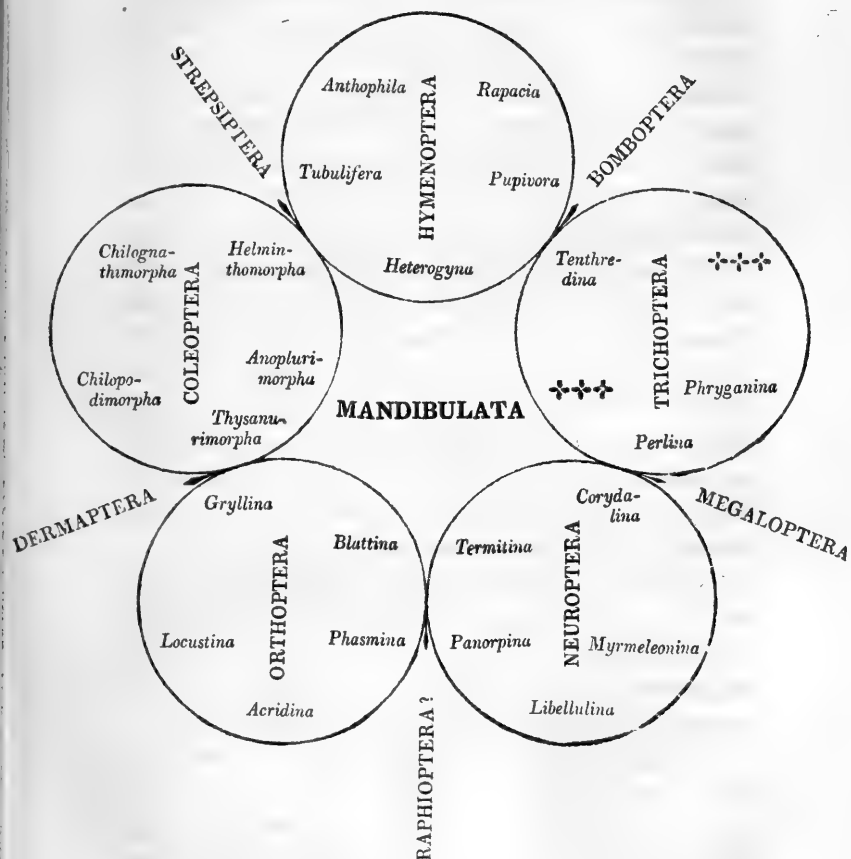 STREPSIPTERA
BOMBOPTERA
Anthophila
Rapacia
Tubulifera
HYMENOPTERA
Pupivora
Heterogyna
Chilogna-
thimorpha
Helmin-
thomorpha
COLEOPTERA
Chilopo-
dimorpha
Anopluri-
morpha
Thysanu-
rimorpha
Tenthre-
dina
TRICHOPTERA
Phryganina
Perlina
MANDIBULATA
DERMAPTERA
MEGALOPTERA
Gryllina
Blattina
ORTHOPTERA
Locustina
Phasmina
Acridina
Coryda-
lina
Termitina
NEUROPTERA
Panorpina
Myrmeleonina
Libellulina
RAPHIOPTERA?